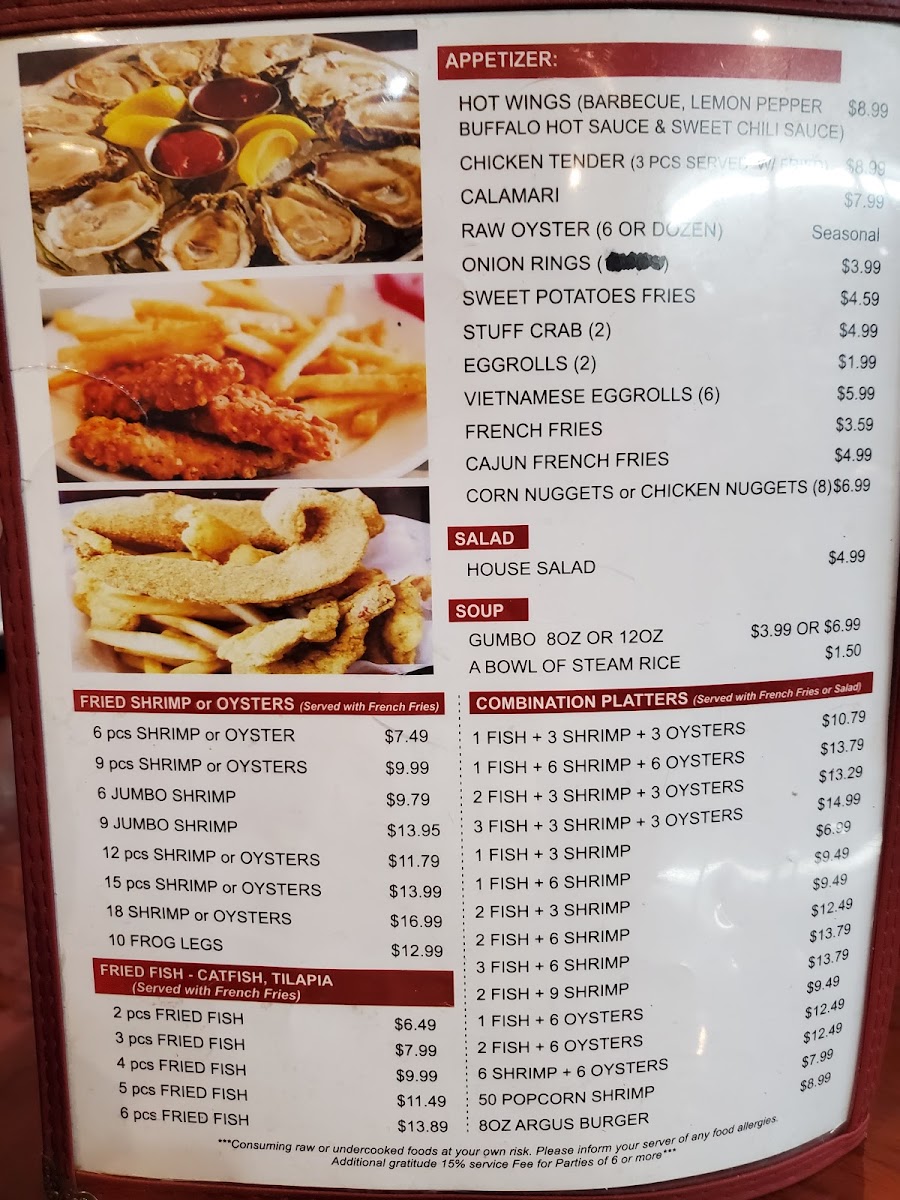 APPETIZER:
HOT WINGS (BARBECUE, LEMON PEPPER $8.99
BUFFALO HOT SAUCE & SWEET CHILI SAUCE)
CHICKEN TENDER (3 PCS SERVED W/ $8.99
CALAMARI $7.99
RAW OYSTER (6 OR DOZEN) Seasonal
ONION RINGS ( ) $3.99
SWEET POTATOES FRIES $4.59
STUFF CRAB (2) $4.99
EGGROLLS (2) $1.99
VIETNAMESE EGGROLLS (6) $5.99
FRENCH FRIES $3.59
CAJUN FRENCH FRIES $4.99
CORN NUGGETS or CHICKEN NUGGETS (8) $6.99
SALAD
HOUSE SALAD $4.99
SOUP
GUMBO 8OZ OR 12OZ $3.99 OR $6.99
A BOWL OF STEAM RICE $1.50
FRIED SHRIMP or OYSTERS (Served with French Fries)
6 pcs SHRIMP or OYSTER $7.49
9 pcs SHRIMP or OYSTERS $9.99
6 JUMBO SHRIMP $9.79
9 JUMBO SHRIMP $13.95
12 pcs SHRIMP or OYSTERS $11.79
15 pcs SHRIMP or OYSTERS $13.99
18 SHRIMP or OYSTERS $16.99
10 FROG LEGS $12.99
FRIED FISH - CATFISH, TILAPIA
(Served with French Fries)
2 pcs FRIED FISH $6.49
3 pcs FRIED FISH $7.99
4 pcs FRIED FISH $9.99
5 pcs FRIED FISH $11.49
6 pcs FRIED FISH $13.89
COMBINATION PLATTERS (Served with French Fries or Salad)
1 FISH + 3 SHRIMP + 3 OYSTERS $10.79
1 FISH + 6 SHRIMP + 6 OYSTERS $13.79
2 FISH + 3 SHRIMP + 3 OYSTERS $13.29
3 FISH + 3 SHRIMP + 3 OYSTERS $14.99
1 FISH + 3 SHRIMP $6.99
1 FISH + 6 SHRIMP $9.49
2 FISH + 3 SHRIMP $9.49
2 FISH + 6 SHRIMP $12.49
3 FISH + 6 SHRIMP $13.79
2 FISH + 9 SHRIMP $13.79
1 FISH + 6 OYSTERS $9.49
2 FISH + 6 OYSTERS $12.49
6 SHRIMP + 6 OYSTERS $12.49
50 POPCORN SHRIMP $7.99
8OZ ARGUS BURGER $8.99
***Consuming raw or undercooked foods at your own risk. Please inform your server of any food allergies.
Additional gratitude 15% service Fee for Parties of 6 or more***